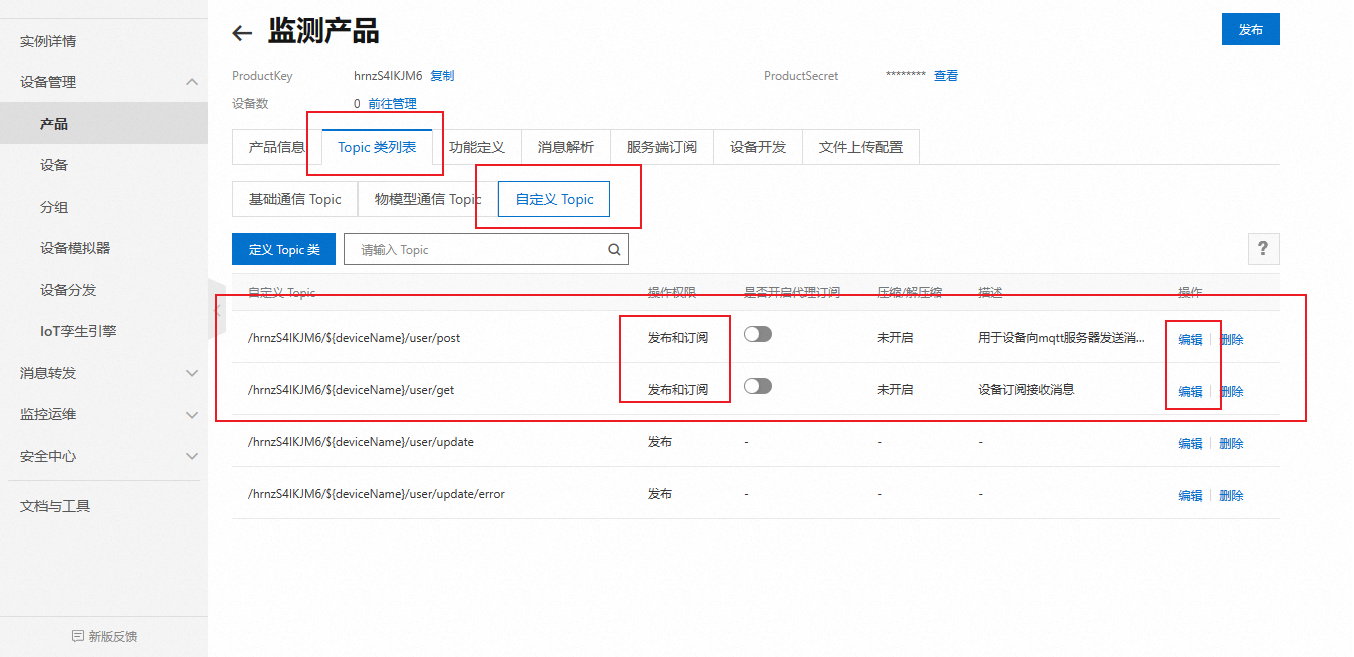 实例详情
设备管理
产品
设备
分组
设备模拟器
设备分发
IoT孪生引擎
消息转发
监控运维
安全中心
文档与工具
新版反馈
监测产品
发布
ProductKey hrnzS4lKJM6 复制 ProductSecret ******** 查看
设备数 0 前往管理
产品信息 Topic 类列表 功能定义 消息解析 服务端订阅 设备开发 文件上传配置
基础通信 Topic 物模型通信 Topic 自定义 Topic
定义 Topic 类 请输入 Topic ?
自定义 Topic 操作权限 是否开启代理订阅 压缩/解压缩 描述 操作
/hrnzS4lKJM6/${deviceName}/user/post 发布和订阅 未开启 用于设备向mqtt服务器发送消... 编辑 删除
/hrnzS4lKJM6/${deviceName}/user/get 发布和订阅 未开启 设备订阅接收消息 编辑 删除
/hrnzS4lKJM6/${deviceName}/user/update 发布 - - - 编辑 删除
/hrnzS4lKJM6/${deviceName}/user/update/error 发布 - - - 编辑 删除